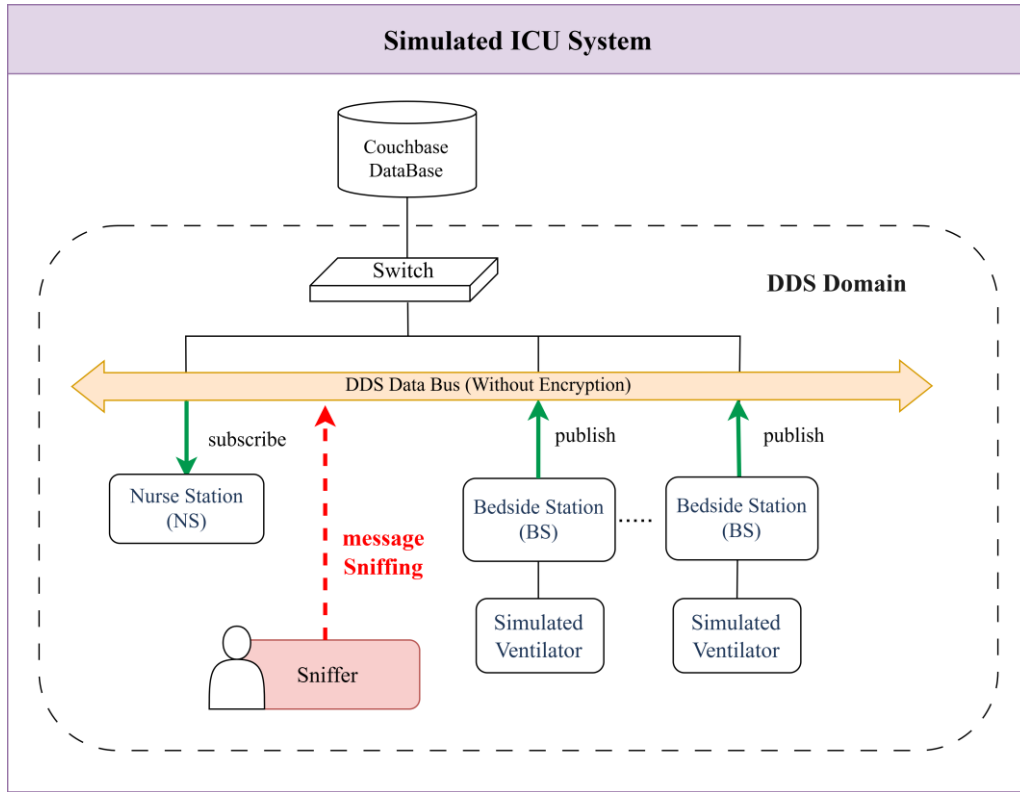 Simulated ICU System
Couchbase
DataBase
Switch
DDS Domain
DDS Data Bus (Without Encryption)
subscribe
publish
publish
Nurse Station
(NS)
message
Sniffing
Bedside Station
(BS)
.....
Bedside Station
(BS)
Simulated
Ventilator
Simulated
Ventilator
Sniffer